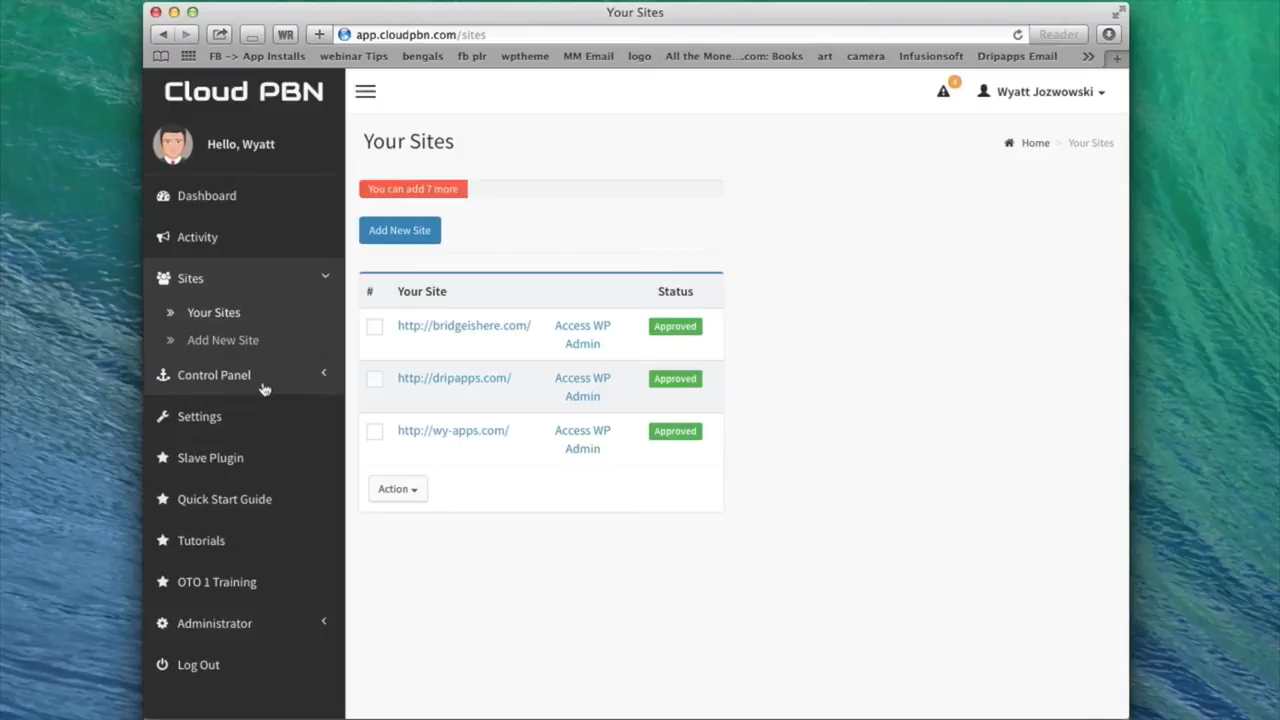 Your Sites
WR
app.cloudpbn.com/sites
Reader
FB -> App Installs
webinar Tips
bengals
fb plr
wptheme
MM Email
logo
All the Mone....com: Books
art
camera
Infusionsoft
Dripapps Email
Cloud PBN
Wyatt Jozwowski
Hello, Wyatt
Dashboard
Activity
Sites
Your Sites
Add New Site
Control Panel
Settings
Slave Plugin
Quick Start Guide
Tutorials
OTO 1 Training
Administrator
Log Out
Your Sites
Home > Your Sites
You can add 7 more
Add New Site
# Your Site Status
http://bridgeishere.com/ Access WP Admin Approved
http://dripapps.com/ Access WP Admin Approved
http://wy-apps.com/ Access WP Admin Approved
Action